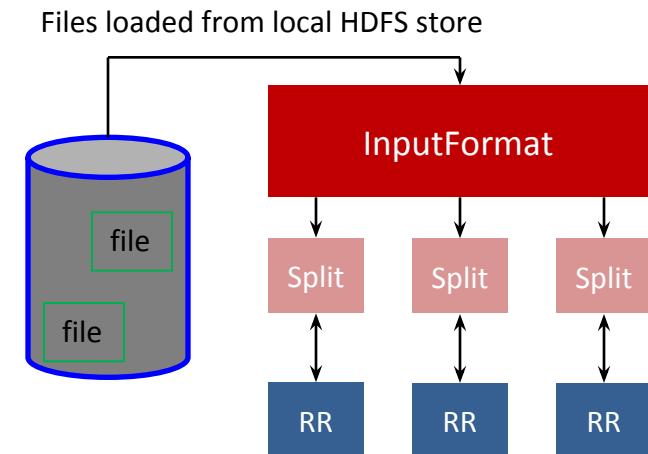 Files loaded from local HDFS store
InputFormat
file
file
Split
Split
Split
RR
RR
RR